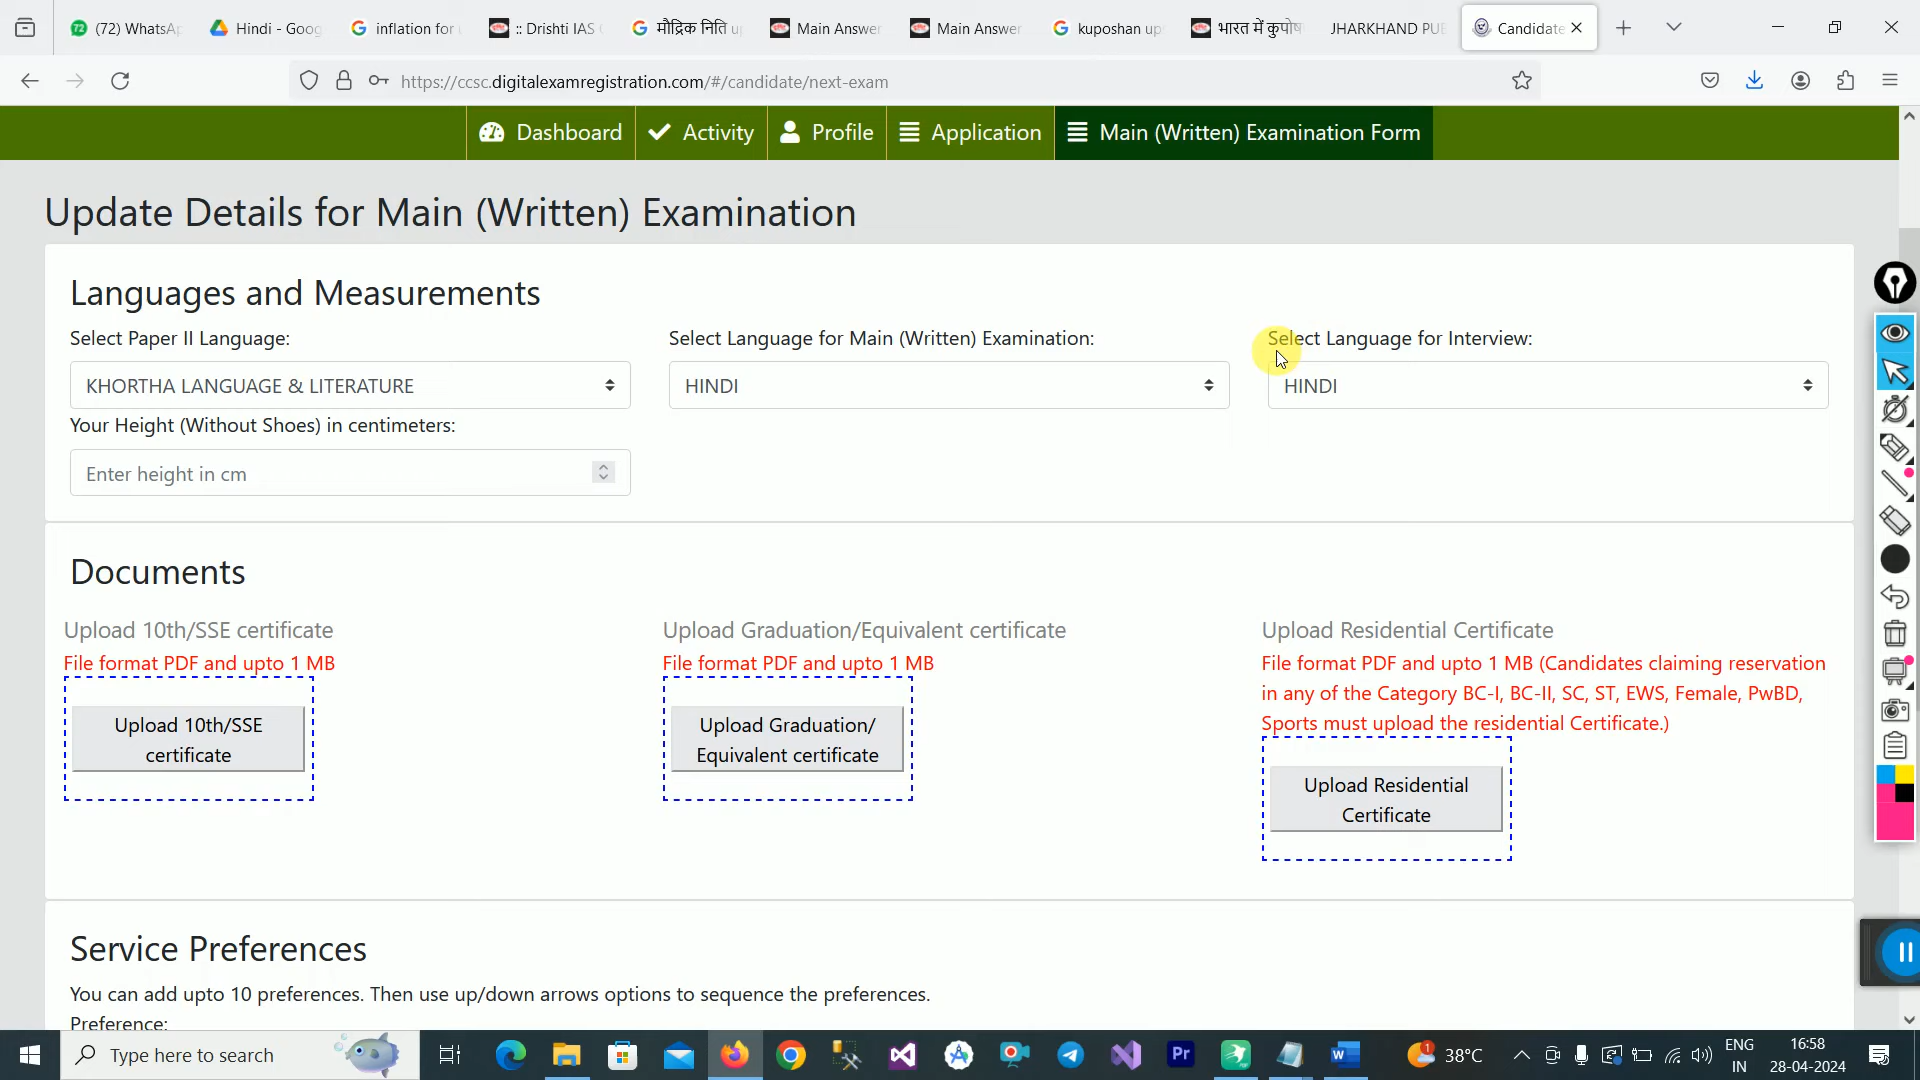 (72) WhatsA
Hindi - Goog
inflation for
:: Drishti IAS
मौद्रिक निति
Main Answer
Main Answer
kuposhan up
भारत में कुपोष
JHARKHAND PUB
Candidate
https://ccsc.digitalexamregistration.com/#/candidate/next-exam
Dashboard
Activity
Profile
Application
Main (Written) Examination Form
Update Details for Main (Written) Examination
Languages and Measurements
Select Paper II Language:
Select Language for Main (Written) Examination:
Select Language for Interview:
KHORTHA LANGUAGE & LITERATURE
HINDI
HINDI
Your Height (Without Shoes) in centimeters:
Enter height in cm
Documents
Upload 10th/SSE certificate
File format PDF and upto 1 MB
Upload 10th/SSE
certificate
Upload Graduation/Equivalent certificate
File format PDF and upto 1 MB
Upload Graduation/
Equivalent certificate
Upload Residential Certificate
File format PDF and upto 1 MB (Candidates claiming reservation
in any of the Category BC-I, BC-II, SC, ST, EWS, Female, PwBD,
Sports must upload the residential Certificate.)
Upload Residential
Certificate
Service Preferences
You can add upto 10 preferences. Then use up/down arrows options to sequence the preferences.
Preference:
Type here to search
Pr
1
38°C
ENG
IN
16:58
28-04-2024